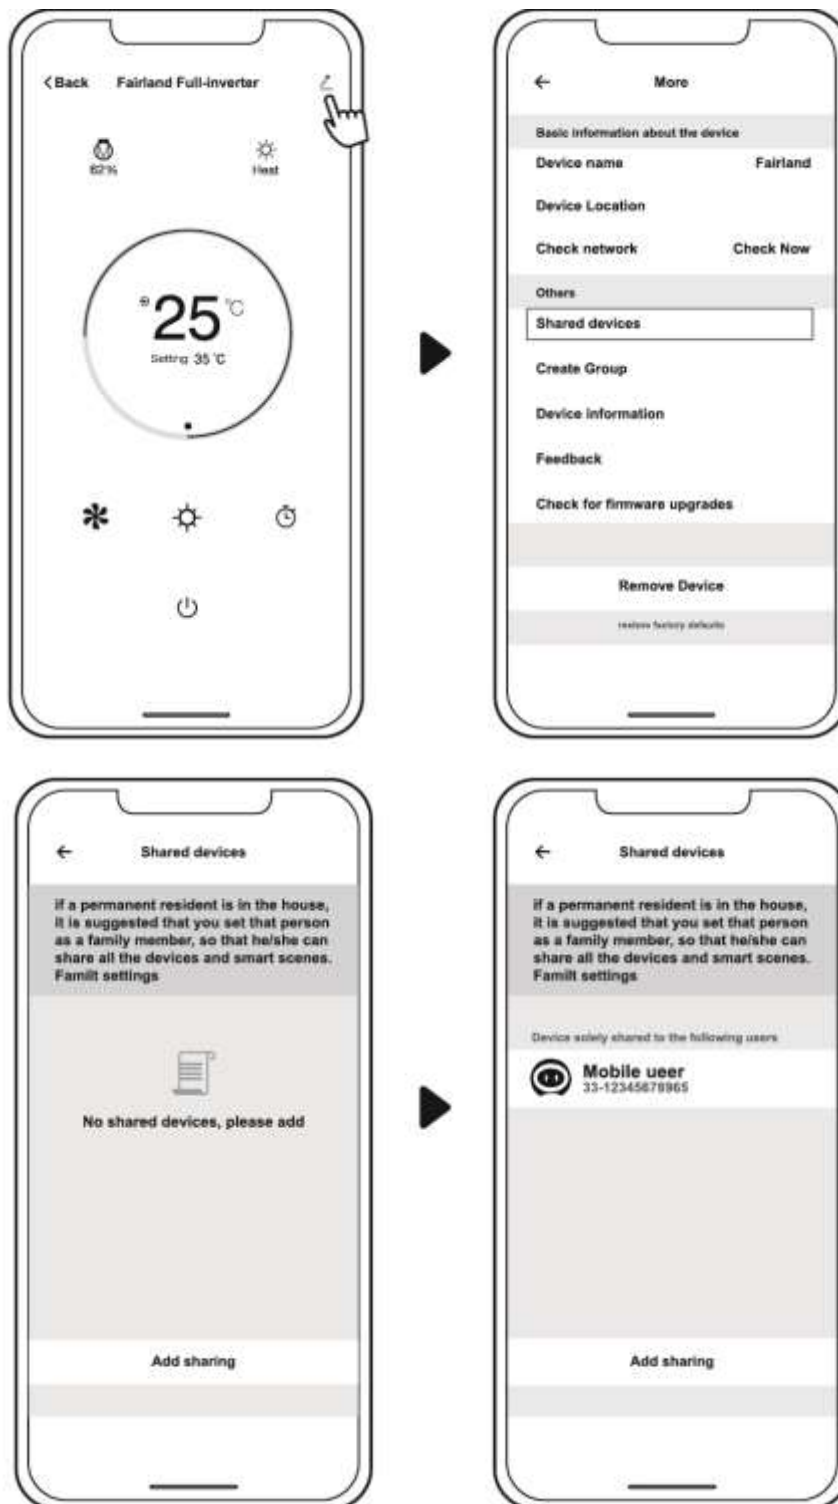 <Back Fairland Full-inverter
62% Heat
25 °C
Setting 35 °C
← More
Basic information about the device
Device name Fairland
Device Location
Check network Check Now
Others
Shared devices
Create Group
Device information
Feedback
Check for firmware upgrades
Remove Device
restore factory defaults
← Shared devices
if a permanent resident is in the house,
it is suggested that you set that person
as a family member, so that he/she can
share all the devices and smart scenes.
Familt settings
No shared devices, please add
Add sharing
← Shared devices
if a permanent resident is in the house,
it is suggested that you set that person
as a family member, so that he/she can
share all the devices and smart scenes.
Familt settings
Device solely shared to the following users
Mobile ueer
33-12345678965
Add sharing